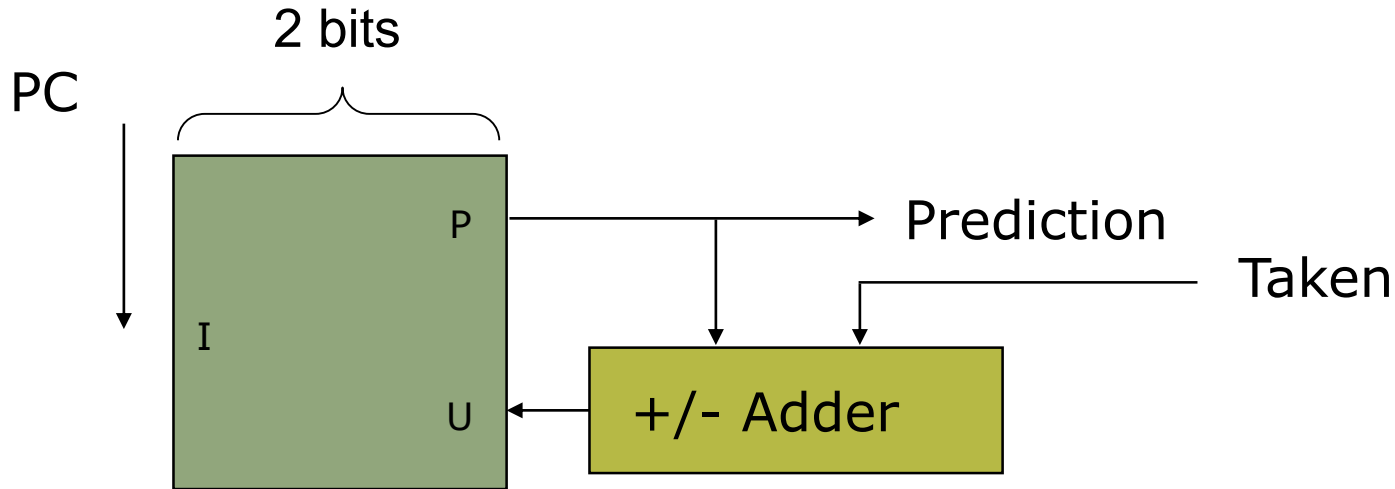 2 bits
PC
P
Prediction
Taken
I
+/- Adder
U